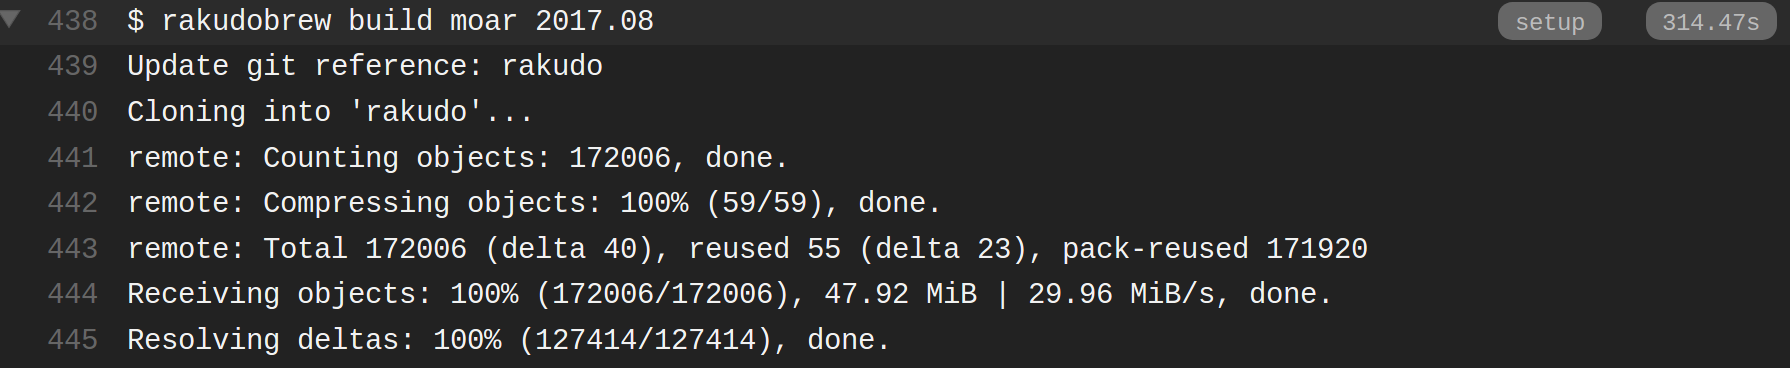 438 $ rakudobrew build moar 2017.08 setup 314.47s
439 Update git reference: rakudo
440 Cloning into 'rakudo'...
441 remote: Counting objects: 172006, done.
442 remote: Compressing objects: 100% (59/59), done.
443 remote: Total 172006 (delta 40), reused 55 (delta 23), pack-reused 171920
444 Receiving objects: 100% (172006/172006), 47.92 MiB | 29.96 MiB/s, done.
445 Resolving deltas: 100% (127414/127414), done.